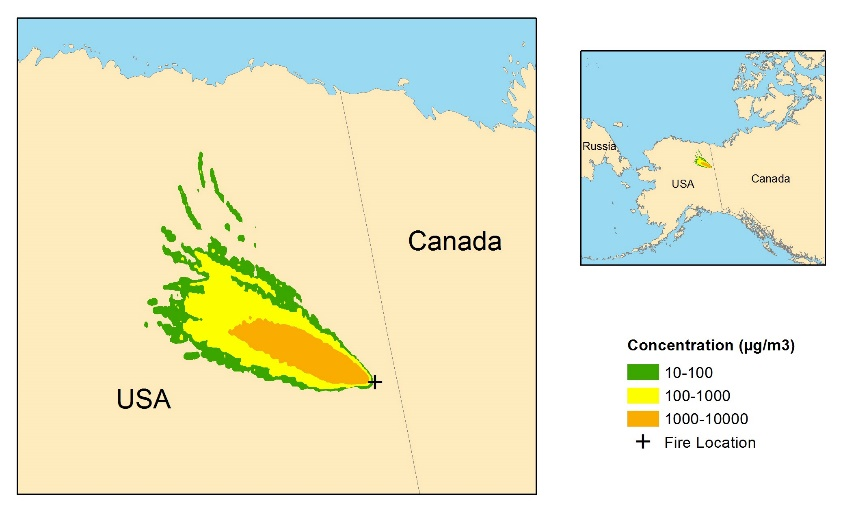 Canada
USA
Russia
USA
Canada
Concentration (µg/m3)
10-100
100-1000
1000-10000
Fire Location